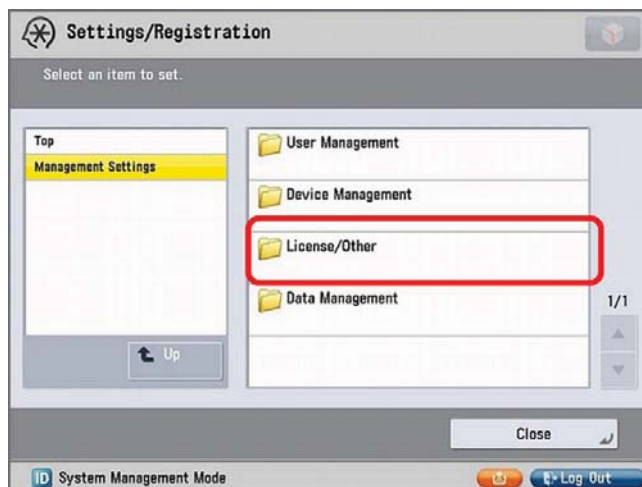 Settings/Registration
Select an item to set.
Top
Management Settings
User Management
Device Management
License/Other
Data Management
1/1
Up
Close
ID System Management Mode
Log Out